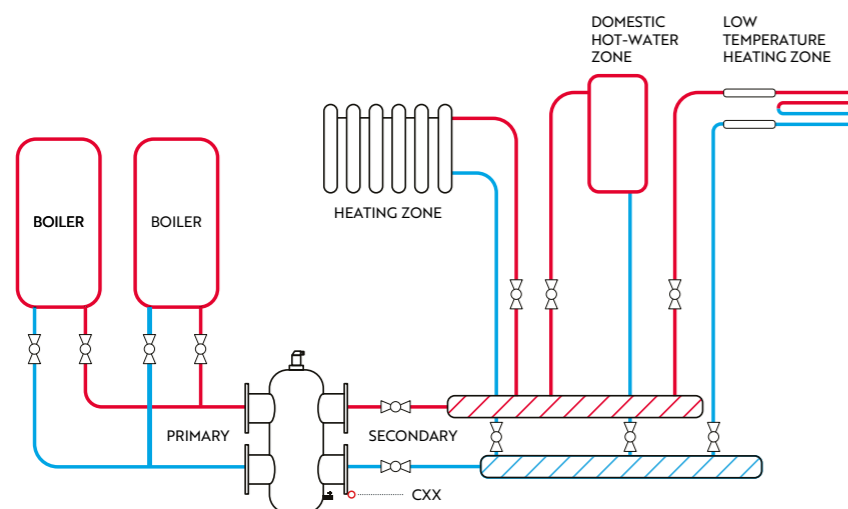 DOMESTIC
HOT-WATER
ZONE
LOW
TEMPERATURE
HEATING ZONE
BOILER
BOILER
HEATING ZONE
PRIMARY
SECONDARY
CXX